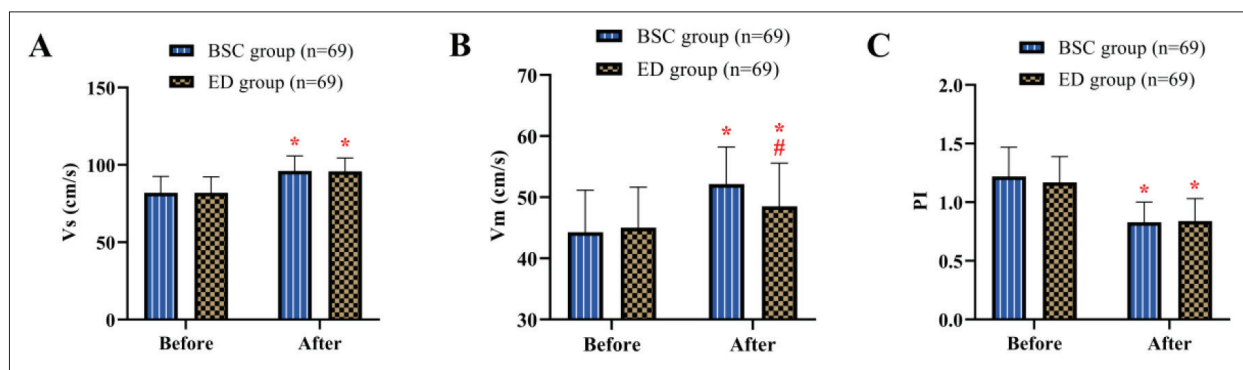 A
BSC group (n=69)
ED group (n=69)
Vs (cm/s)
150
100
50
0
*
*
Before
After
B
BSC group (n=69)
ED group (n=69)
Vm (cm/s)
70
60
50
40
30
*
*
#
Before
After
C
BSC group (n=69)
ED group (n=69)
PI
2.0
1.5
1.0
0.5
0.0
*
*
Before
After